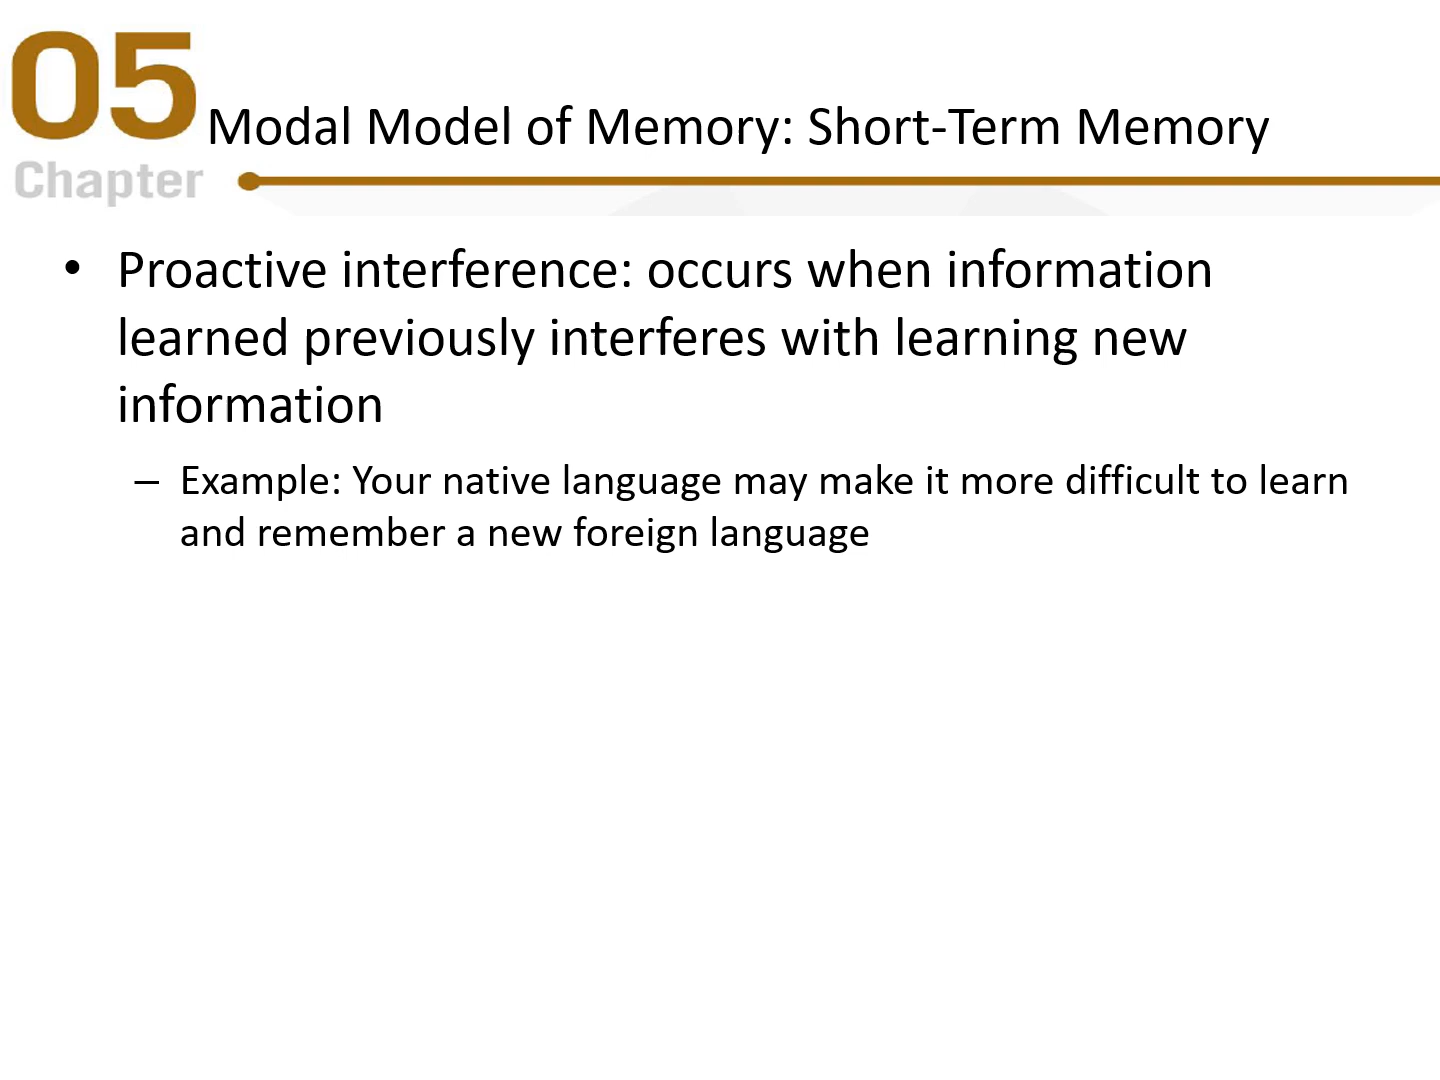 05
Chapter
Modal Model of Memory: Short-Term Memory
• Proactive interference: occurs when information
learned previously interferes with learning new
information
– Example: Your native language may make it more difficult to learn
and remember a new foreign language